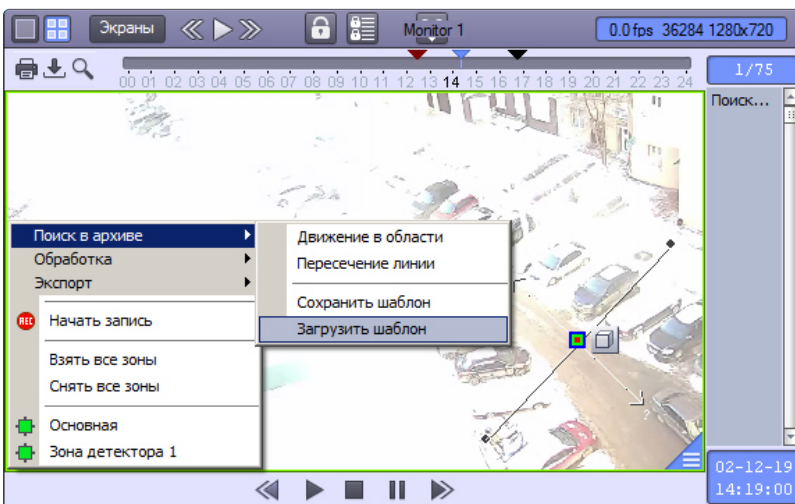 Экраны
Monitor 1
0.0 fps 36284 1280x720
00 01 02 03 04 05 06 07 08 09 10 11 12 13 14 15 16 17 18 19 20 21 22 23 24
1/75
Поиск...
Поиск в архиве
Обработка
Экспорт
REC Начать запись
Взять все зоны
Снять все зоны
Основная
Зона детектора 1
Движение в области
Пересечение линии
Сохранить шаблон
Загрузить шаблон
?
02-12-19
14:19:00